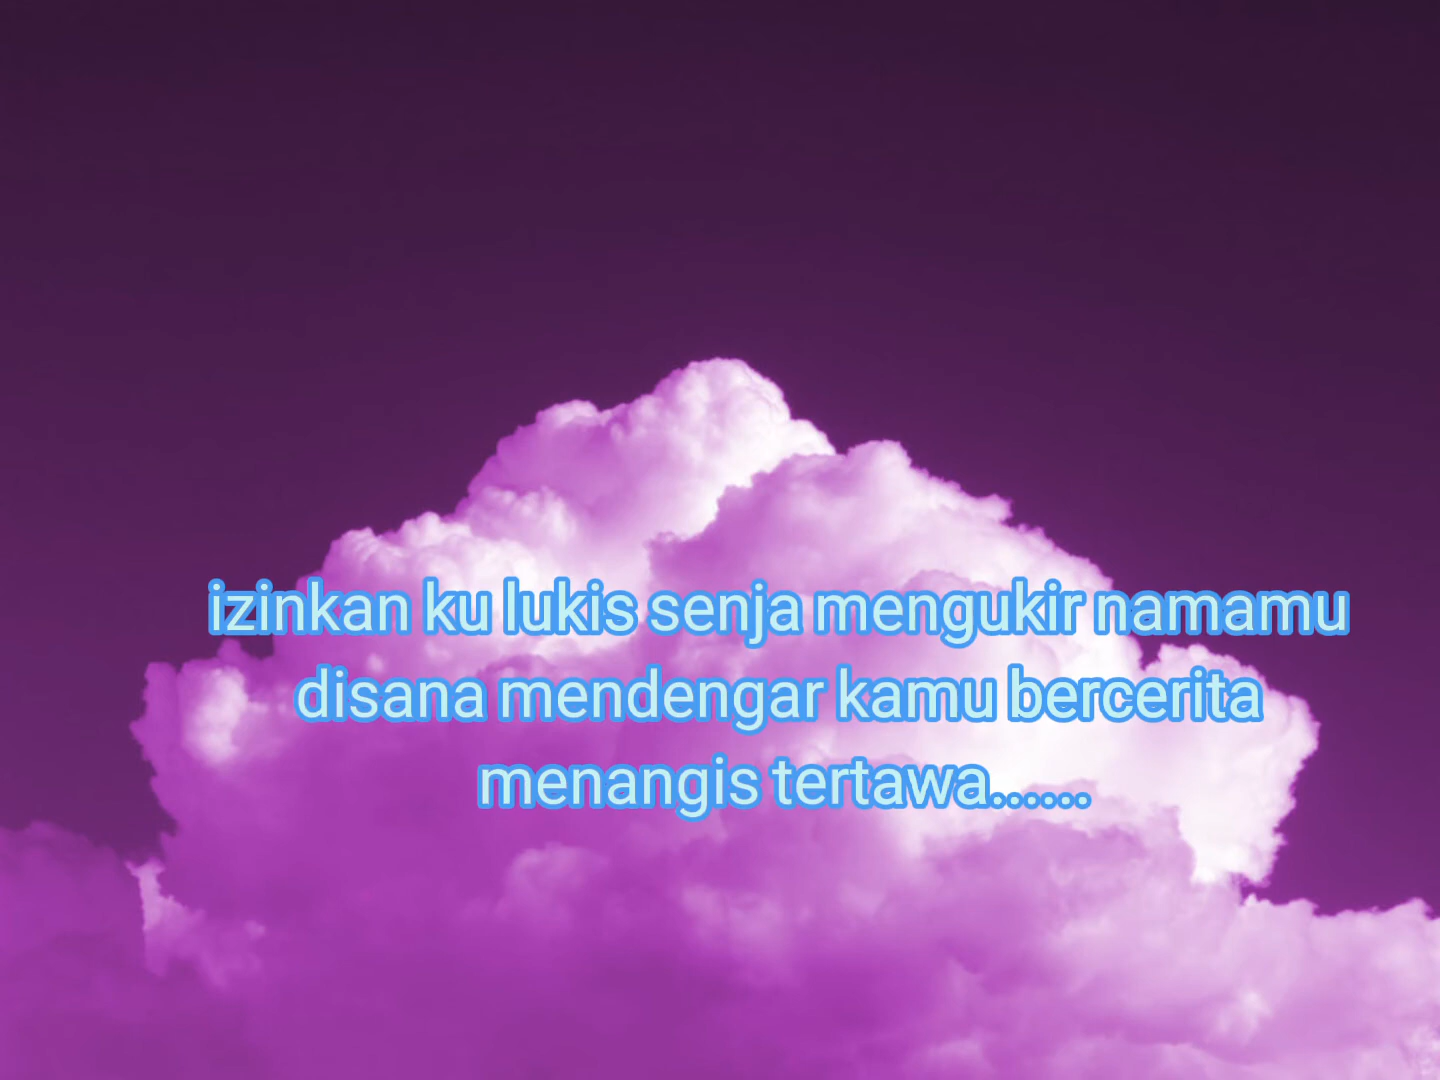 izinkan ku lukis senja mengukir namamu
disana mendengar kamu bercerita
menangis tertawa......